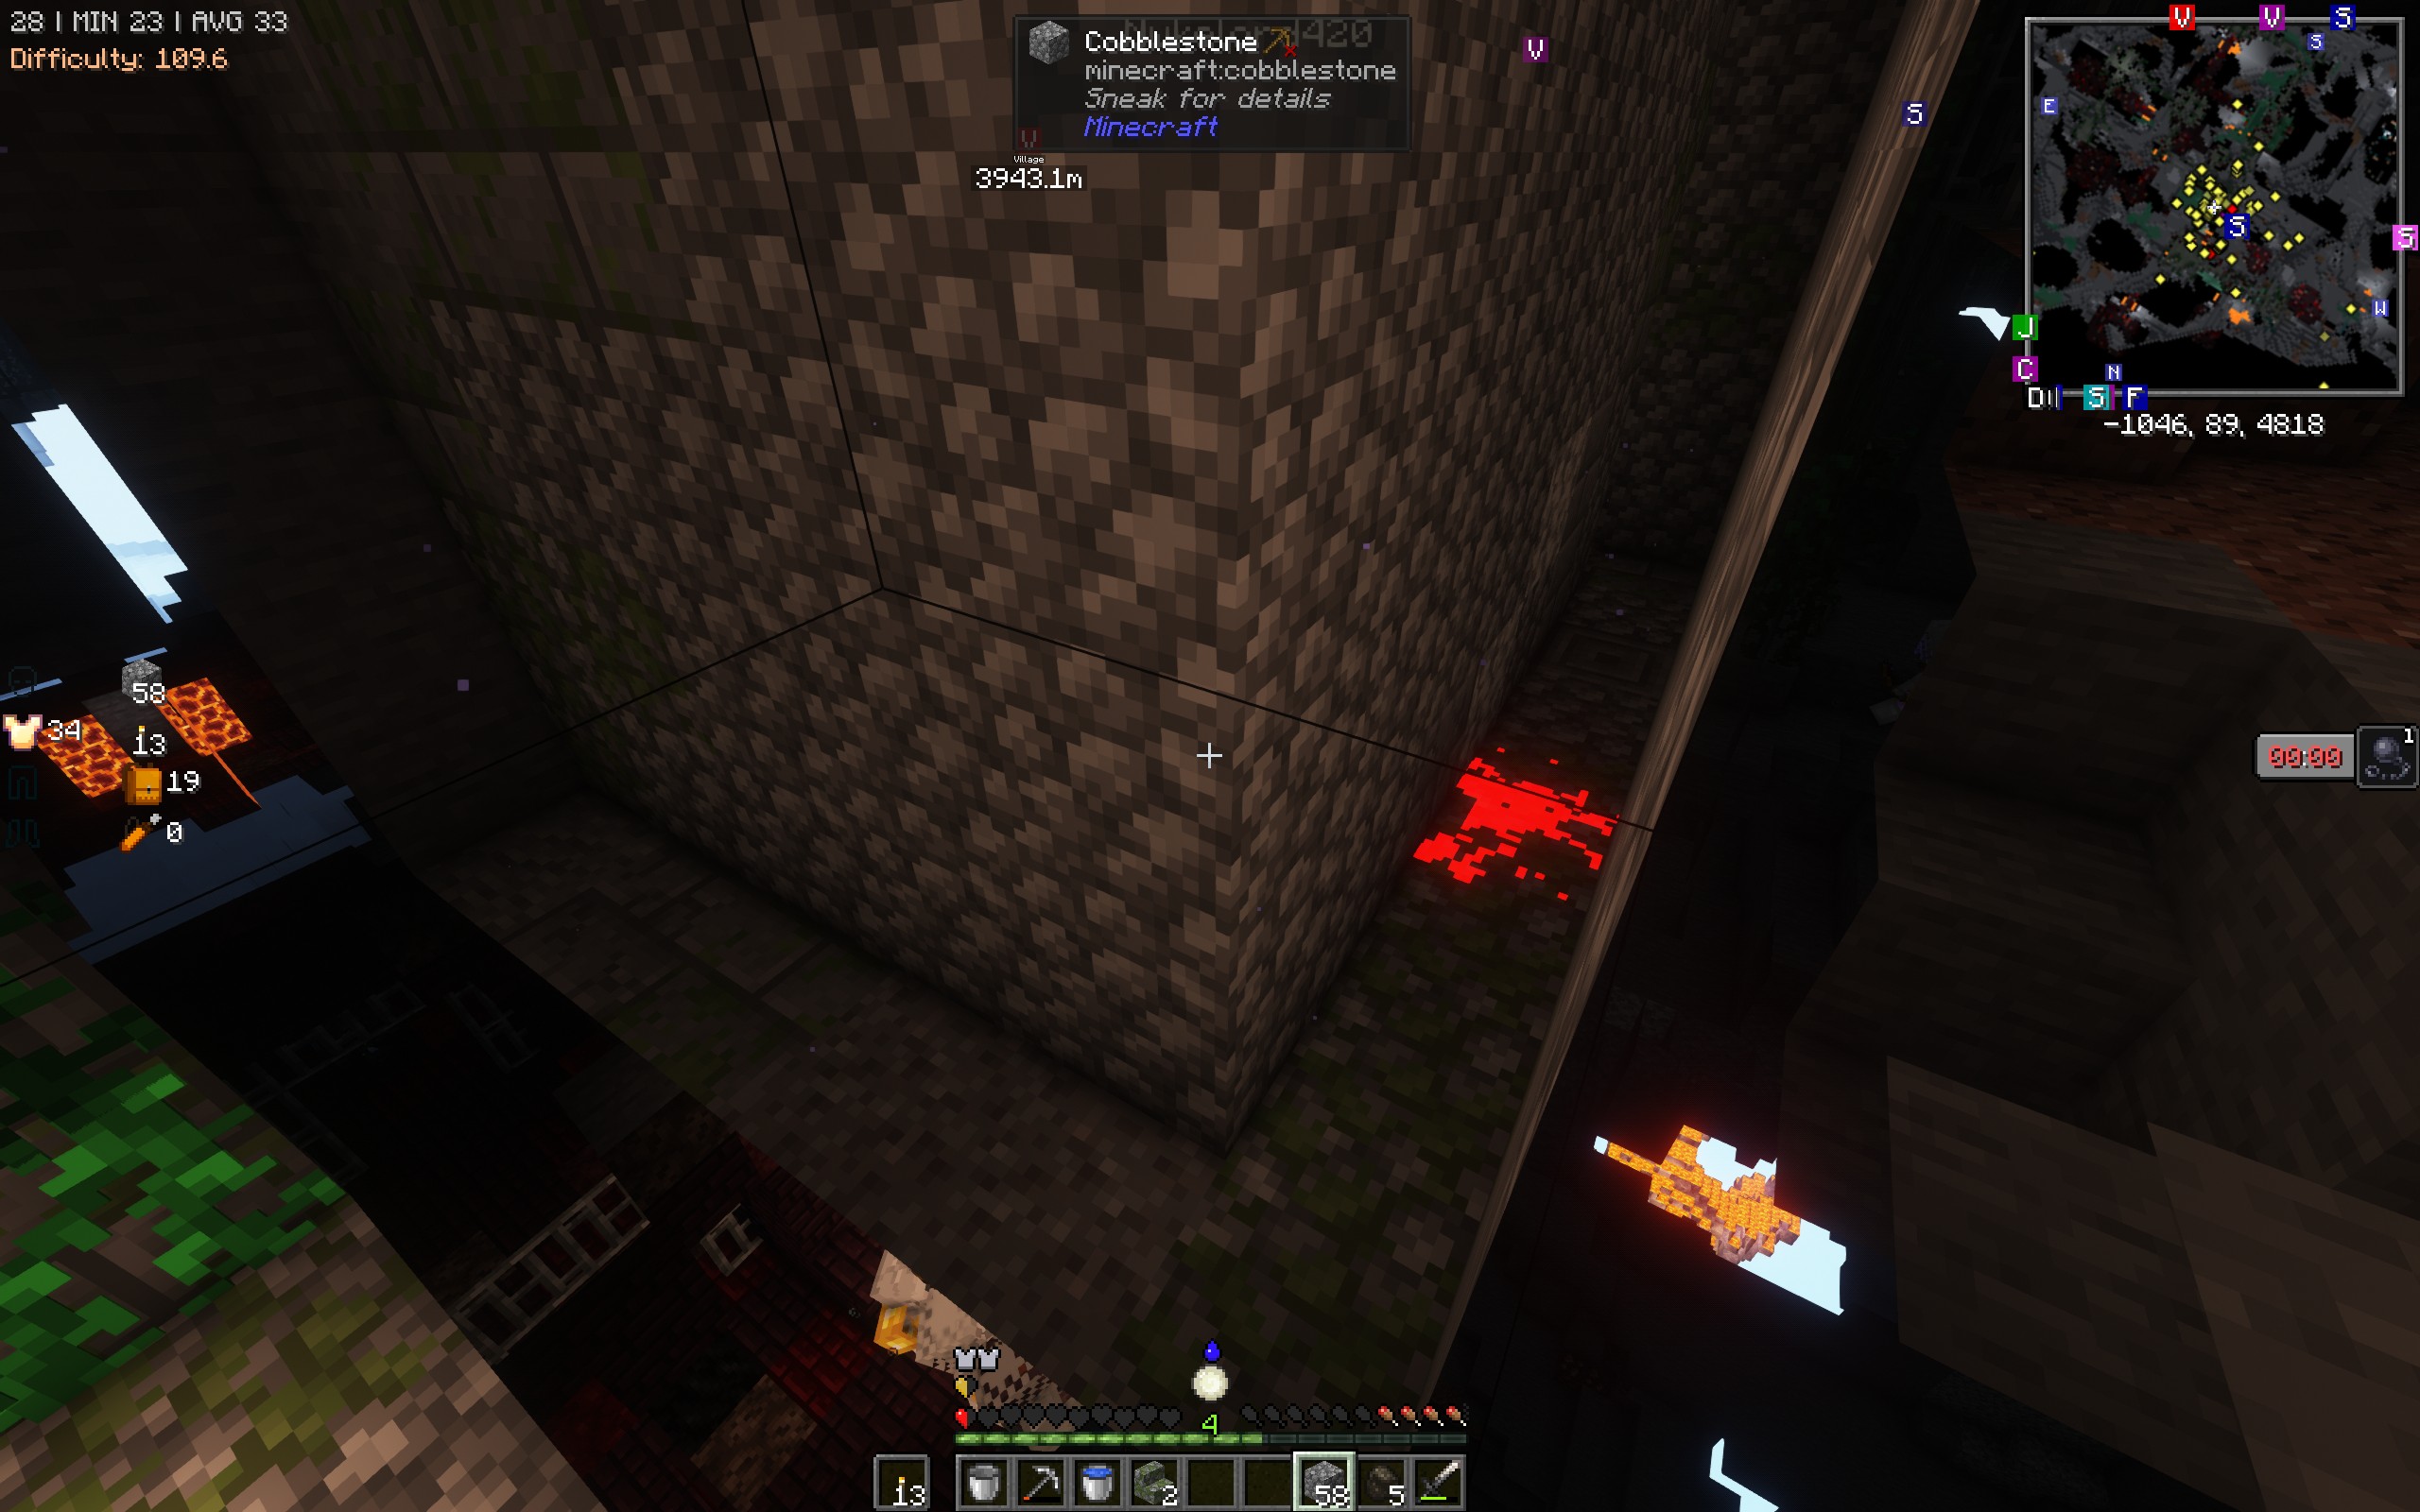 28 | MIN 23 | AVG 33
Difficulty: 109.6
Cobblestone
minecraft:cobblestone
Sneak for details
Minecraft
V
Village
3943.1m
V
S
V
V
S
S
E
S
S
W
J
C
N
S
F
-1046, 89, 4818
58
34
13
19
0
00:00
1
4
13
2
58
5